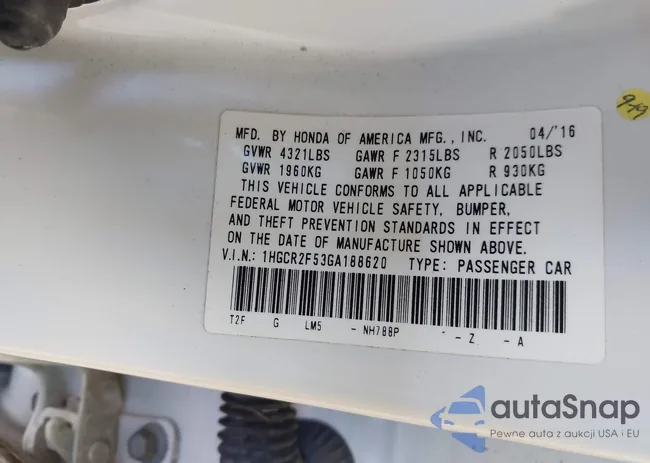 MFD. BY HONDA OF AMERICA MFG., INC. 04/'16
GVWR 4321LBS GAWR F 2315LBS R 2050LBS
GVWR 1960KG GAWR F 1050KG R 930KG
THIS VEHICLE CONFORMS TO ALL APPLICABLE
FEDERAL MOTOR VEHICLE SAFETY, BUMPER,
AND THEFT PREVENTION STANDARDS IN EFFECT
ON THE DATE OF MANUFACTURE SHOWN ABOVE.
V.I.N.: 1HGCR2F53GA188620 TYPE: PASSENGER CAR
T2F G LM5 - NH788P - Z - A
autaSnap
Pewne auta z aukcji USA i EU